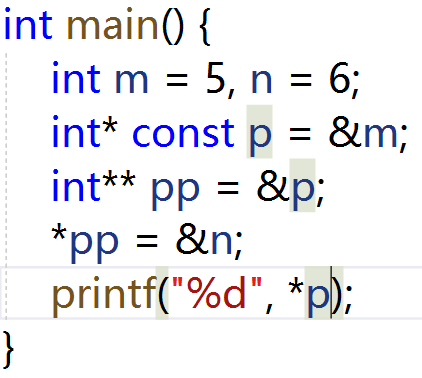 int main() {
int m = 5, n = 6;
int* const p = &m;
int** pp = &p;
*pp = &n;
printf("%d", *p);
}